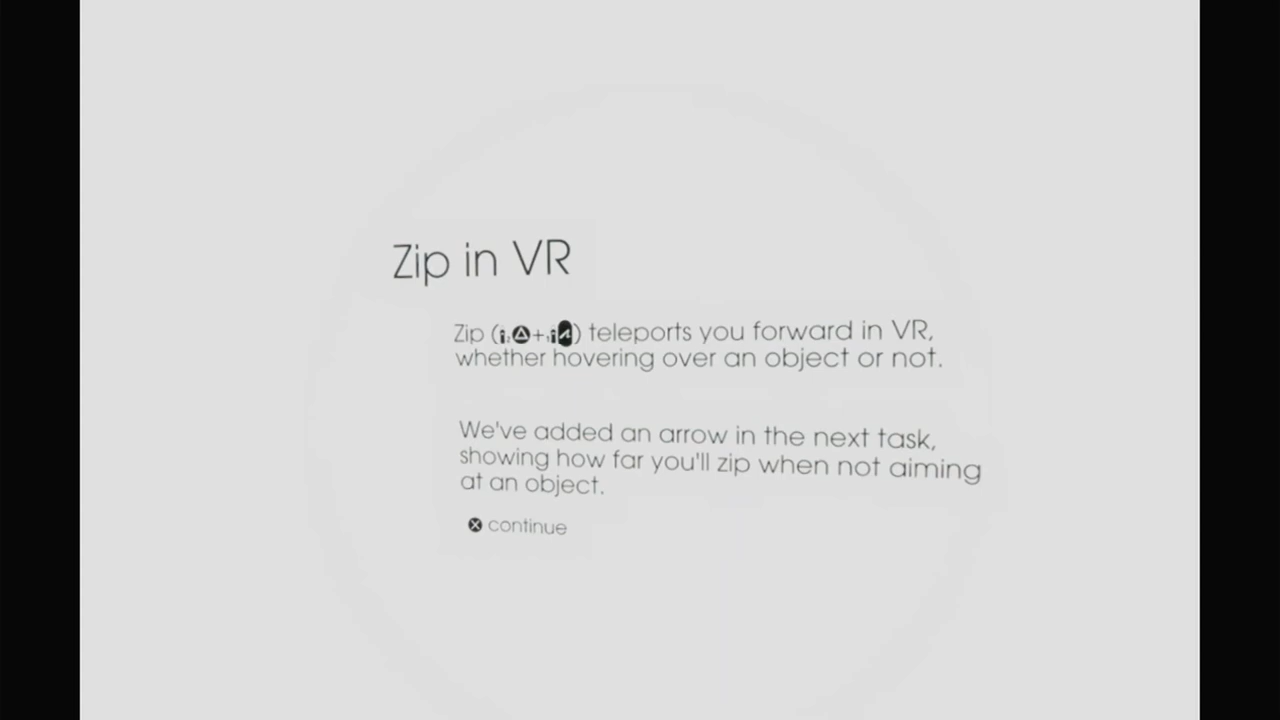 Zip in VR
Zip (△+) teleports you forward in VR,
whether hovering over an object or not.
We've added an arrow in the next task,
showing how far you'll zip when not aiming
at an object.
ⓧ continue